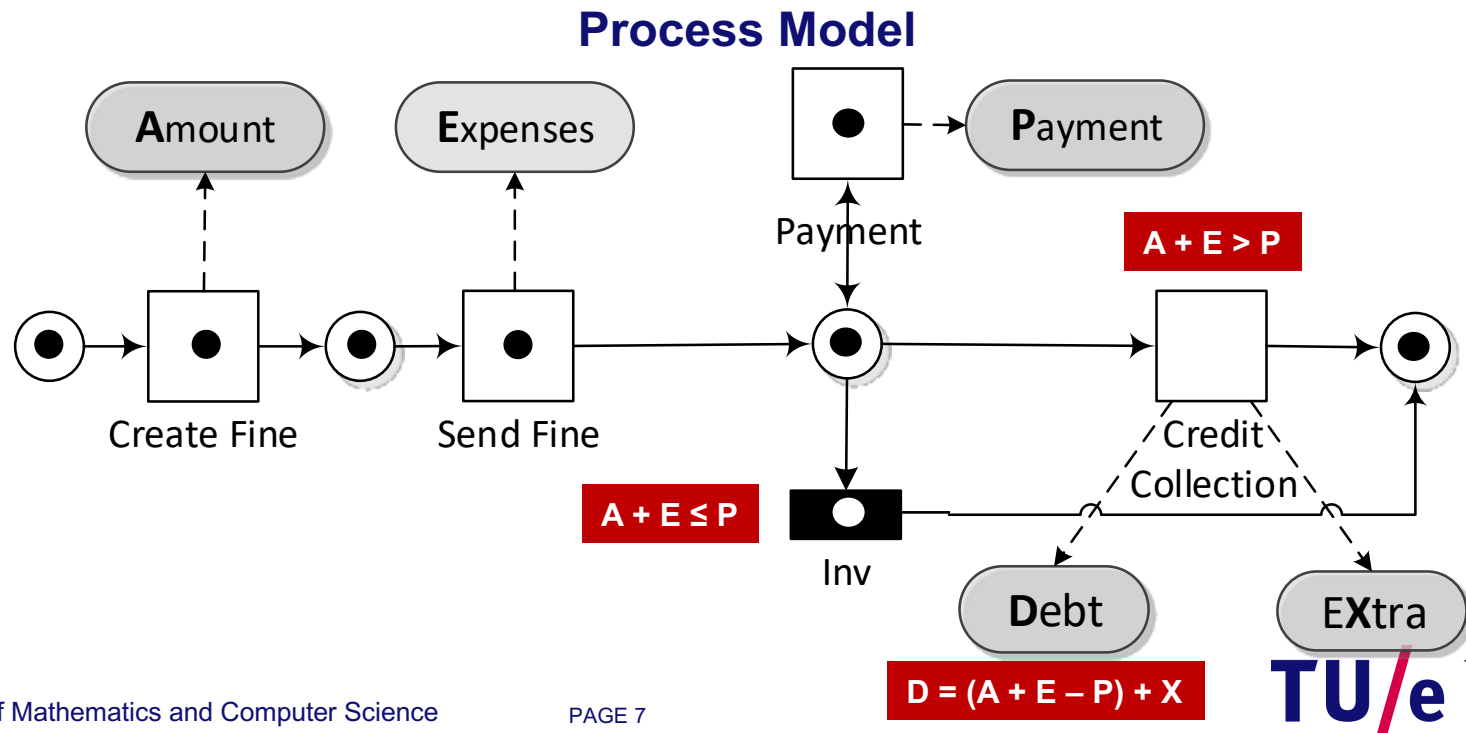 Process Model
Amount
Expenses
Payment
Payment
A + E > P
Create Fine
Send Fine
Credit
Collection
A + E ≤ P
Inv
Debt
EXtra
D = (A + E – P) + X
f Mathematics and Computer Science
PAGE 7
TU/e